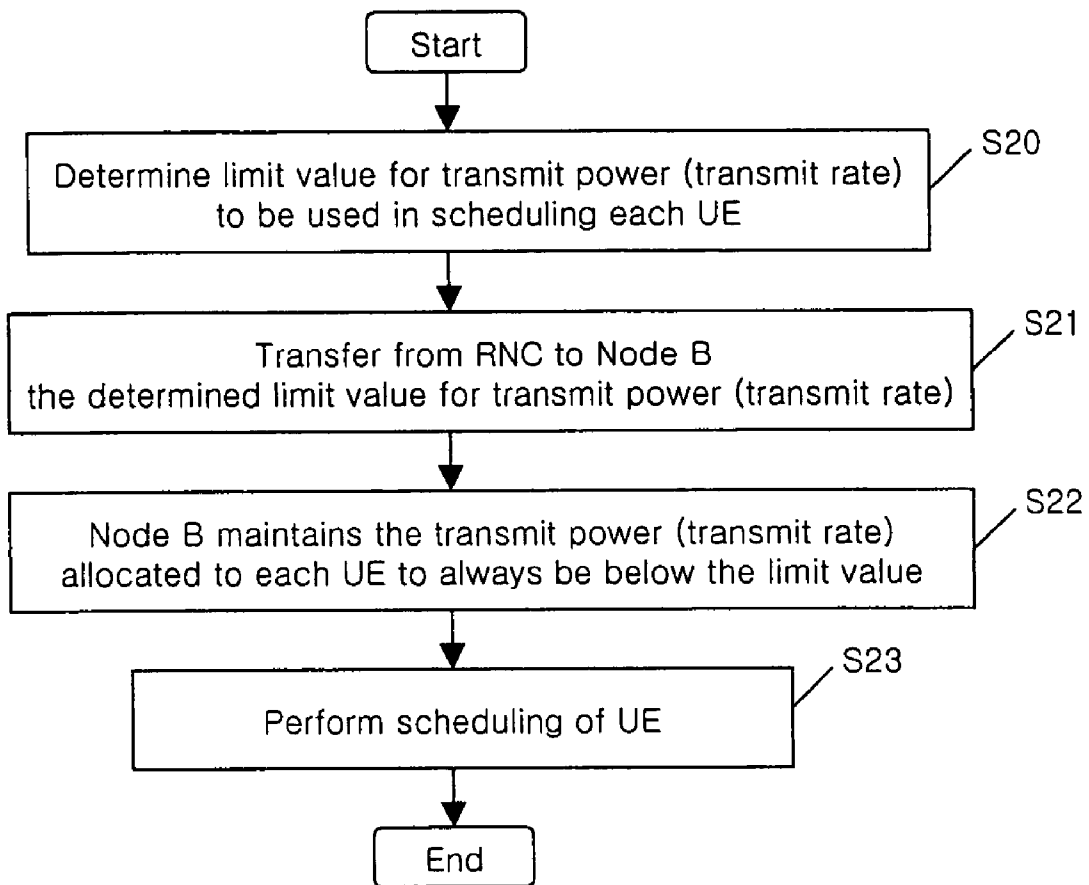 Start
S20
Determine limit value for transmit power (transmit rate)
to be used in scheduling each UE
S21
Transfer from RNC to Node B
the determined limit value for transmit power (transmit rate)
S22
Node B maintains the transmit power (transmit rate)
allocated to each UE to always be below the limit value
S23
Perform scheduling of UE
End